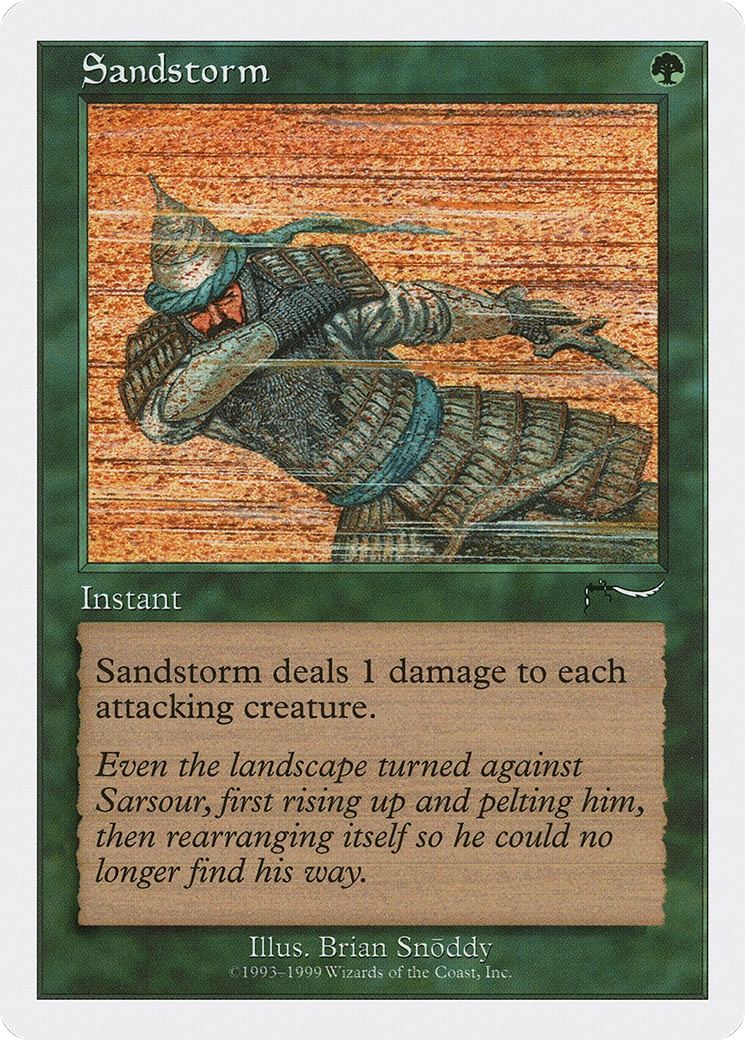 Sandstorm
Instant
Sandstorm deals 1 damage to each
attacking creature.
Even the landscape turned against
Sarsour, first rising up and pelting him,
then rearranging itself so he could no
longer find his way.
Illus. Brian Snōddy
©1993–1999 Wizards of the Coast, Inc.